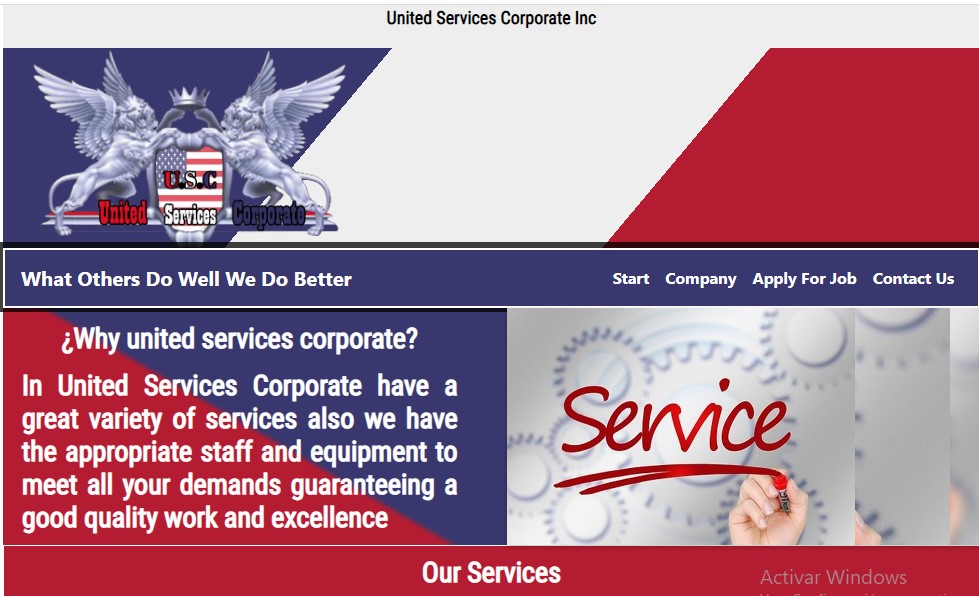 United Services Corporate Inc
U.S.C
United Services Corporate
What Others Do Well We Do Better
Start Company Apply For Job Contact Us
¿Why united services corporate?
In United Services Corporate have a
great variety of services also we have
the appropriate staff and equipment to
meet all your demands guaranteeing a
good quality work and excellence
Service
Our Services
Activar Windows